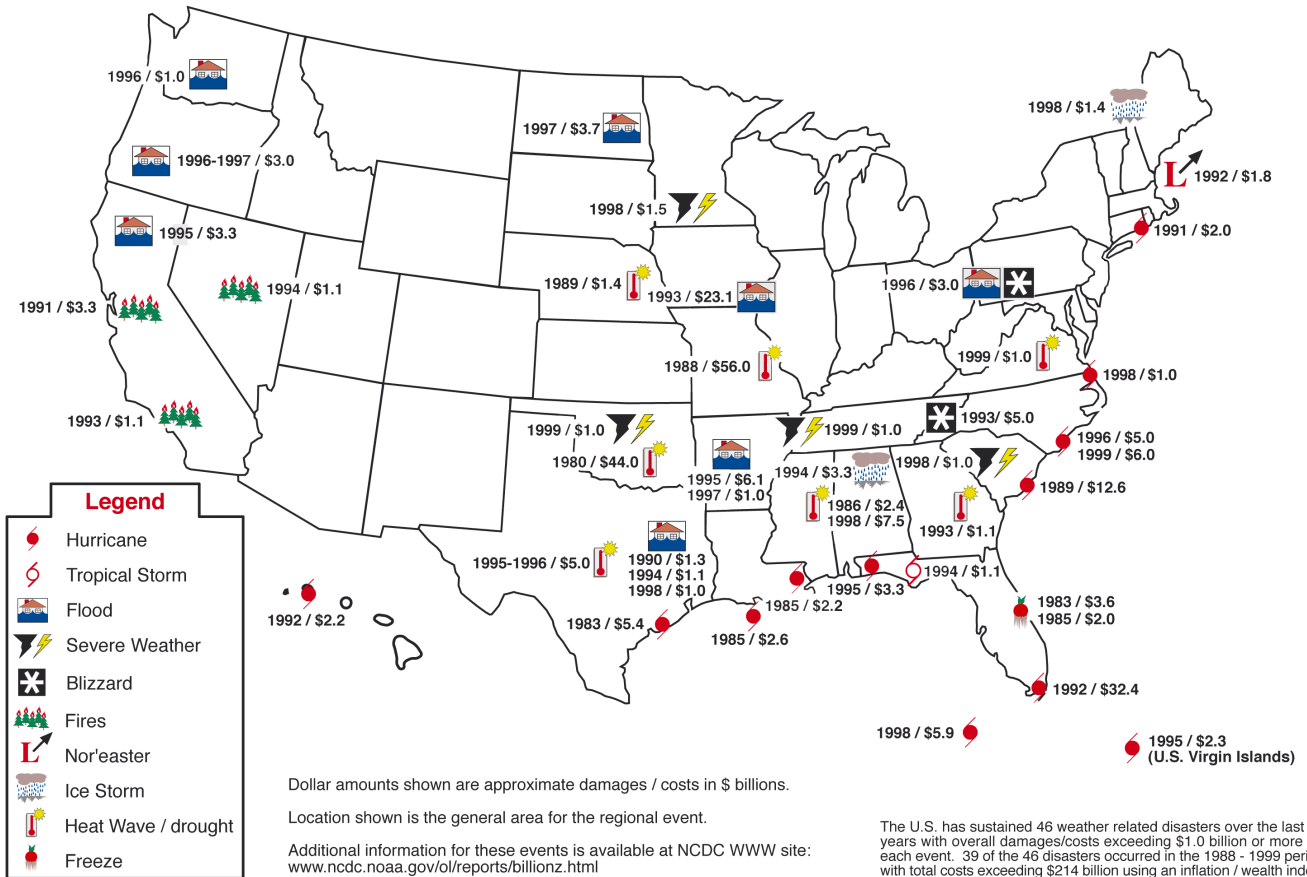 1996 / $1.0
1996-1997 / $3.0
1995 / $3.3
1991 / $3.3
1994 / $1.1
1993 / $1.1
1997 / $3.7
1998 / $1.5
1989 / $1.4
1993 / $23.1
1988 / $56.0
1999 / $1.0
1980 / $44.0
1995 / $6.1
1997 / $1.0
1999 / $1.0
1994 / $3.3
1986 / $2.4
1998 / $7.5
1998 / $1.0
1993 / $1.1
1995-1996 / $5.0
1990 / $1.3
1994 / $1.1
1998 / $1.0
1983 / $5.4
1985 / $2.6
1985 / $2.2
1995 / $3.3
1994 / $1.1
1983 / $3.6
1985 / $2.0
1992 / $32.4
1998 / $5.9
1995 / $2.3
(U.S. Virgin Islands)
1998 / $1.4
L
1992 / $1.8
1991 / $2.0
1996 / $3.0
1999 / $1.0
1998 / $1.0
1993/ $5.0
1996 / $5.0
1999 / $6.0
1989 / $12.6
1992 / $2.2
Legend
Hurricane
Tropical Storm
Flood
Severe Weather
Blizzard
Fires
L
Nor'easter
Ice Storm
Heat Wave / drought
Freeze
Dollar amounts shown are approximate damages / costs in $ billions.
Location shown is the general area for the regional event.
Additional information for these events is available at NCDC WWW site:
www.ncdc.noaa.gov/ol/reports/billionz.html
The U.S. has sustained 46 weather related disasters over the last
years with overall damages/costs exceeding $1.0 billion or more
each event. 39 of the 46 disasters occurred in the 1988 - 1999
with total costs exceeding $214 billion using an inflation / wealth